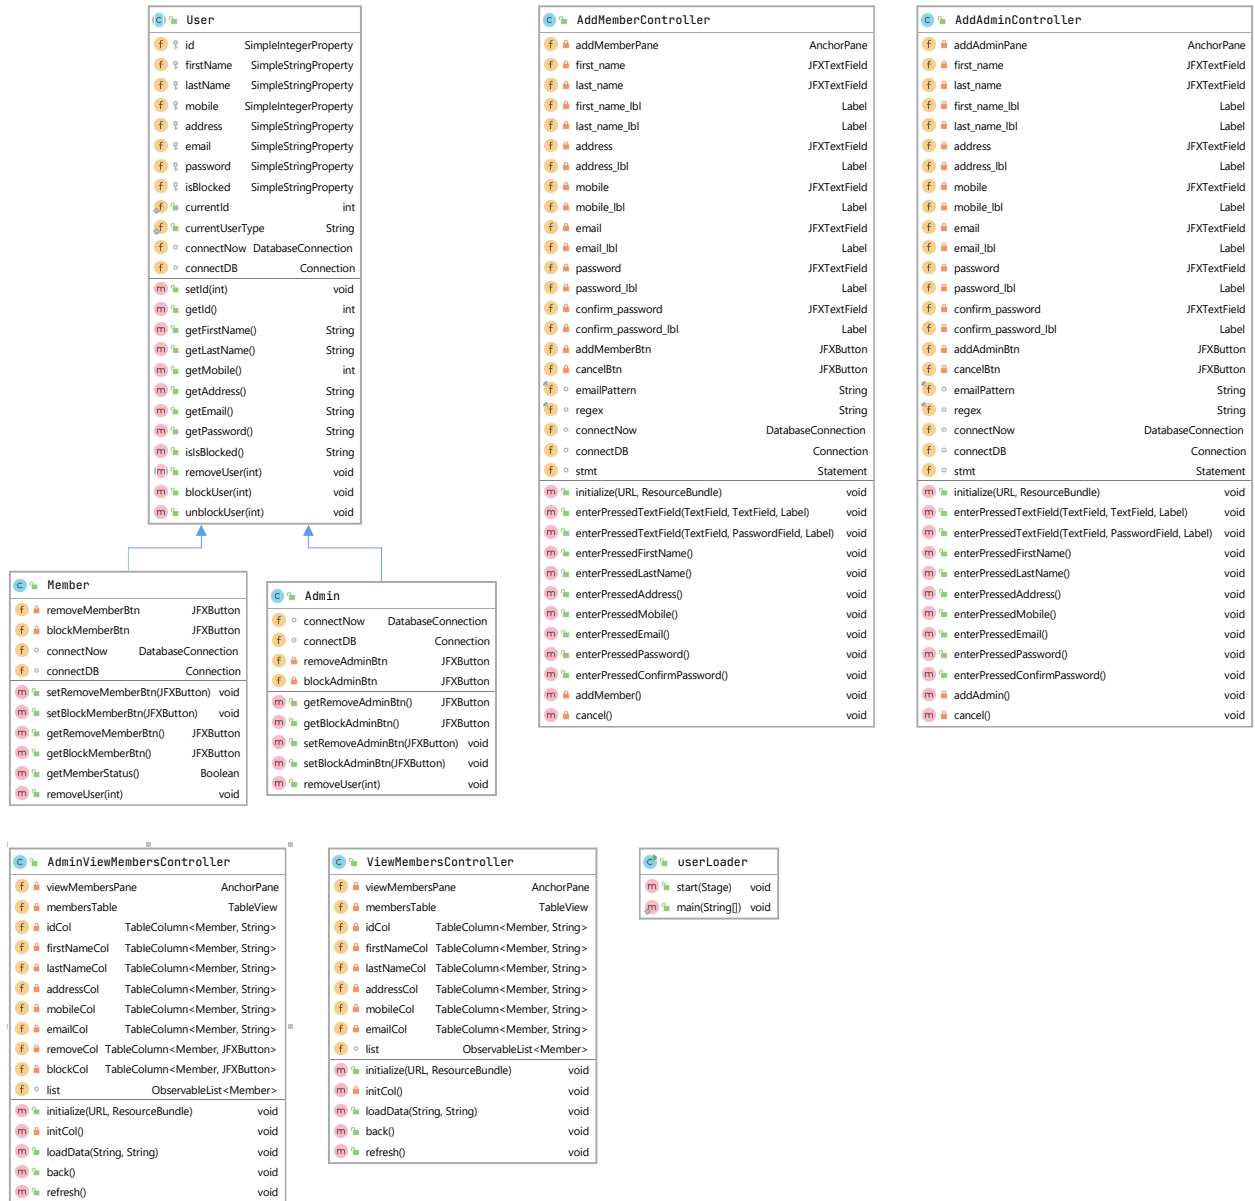 User
id SimpleIntegerProperty
firstName SimpleStringProperty
lastName SimpleStringProperty
mobile SimpleIntegerProperty
address SimpleStringProperty
email SimpleStringProperty
password SimpleStringProperty
isBlocked SimpleStringProperty
currentId int
currentUserType String
connectNow DatabaseConnection
connectDB Connection
setId(int) void
getId() int
getFirstName() String
getLastName() String
getMobile() int
getAddress() String
getEmail() String
getPassword() String
isIsBlocked() String
removeUser(int) void
blockUser(int) void
unblockUser(int) void
AddMemberController
addMemberPane AnchorPane
first_name JFXTextField
last_name JFXTextField
first_name_lbl Label
last_name_lbl Label
address JFXTextField
address_lbl Label
mobile JFXTextField
mobile_lbl Label
email JFXTextField
email_lbl Label
password JFXTextField
password_lbl Label
confirm_password JFXTextField
confirm_password_lbl Label
addMemberBtn JFXButton
cancelBtn JFXButton
emailPattern String
regex String
connectNow DatabaseConnection
connectDB Connection
stmt Statement
initialize(URL, ResourceBundle) void
enterPressedTextField(TextField, TextField, Label) void
enterPressedTextField(TextField, PasswordField, Label) void
enterPressedFirstName() void
enterPressedLastName() void
enterPressedAddress() void
enterPressedMobile() void
enterPressedEmail() void
enterPressedPassword() void
enterPressedConfirmPassword() void
addMember() void
cancel() void
AddAdminController
addAdminPane AnchorPane
first_name JFXTextField
last_name JFXTextField
first_name_lbl Label
last_name_lbl Label
address JFXTextField
address_lbl Label
mobile JFXTextField
mobile_lbl Label
email JFXTextField
email_lbl Label
password JFXTextField
password_lbl Label
confirm_password JFXTextField
confirm_password_lbl Label
addAdminBtn JFXButton
cancelBtn JFXButton
emailPattern String
regex String
connectNow DatabaseConnection
connectDB Connection
stmt Statement
initialize(URL, ResourceBundle) void
enterPressedTextField(TextField, TextField, Label) void
enterPressedTextField(TextField, PasswordField, Label) void
enterPressedFirstName() void
enterPressedLastName() void
enterPressedAddress() void
enterPressedMobile() void
enterPressedEmail() void
enterPressedPassword() void
enterPressedConfirmPassword() void
addAdmin() void
cancel() void
Member
removeMemberBtn JFXButton
blockMemberBtn JFXButton
connectNow DatabaseConnection
connectDB Connection
setRemoveMemberBtn(JFXButton) void
setBlockMemberBtn(JFXButton) void
getRemoveMemberBtn() JFXButton
getBlockMemberBtn() JFXButton
getMemberStatus() Boolean
removeUser(int) void
Admin
connectNow DatabaseConnection
connectDB Connection
removeAdminBtn JFXButton
blockAdminBtn JFXButton
getRemoveAdminBtn() JFXButton
getBlockAdminBtn() JFXButton
setRemoveAdminBtn(JFXButton) void
setBlockAdminBtn(JFXButton) void
removeUser(int) void
AdminViewMembersController
viewMembersPane AnchorPane
membersTable TableView
idCol TableColumn<Member, String>
firstNameCol TableColumn<Member, String>
lastNameCol TableColumn<Member, String>
addressCol TableColumn<Member, String>
mobileCol TableColumn<Member, String>
emailCol TableColumn<Member, String>
removeCol TableColumn<Member, JFXButton>
blockCol TableColumn<Member, JFXButton>
list ObservableList<Member>
initialize(URL, ResourceBundle) void
initCol() void
loadData(String, String) void
back() void
refresh() void
ViewMembersController
viewMembersPane AnchorPane
membersTable TableView
idCol TableColumn<Member, String>
firstNameCol TableColumn<Member, String>
lastNameCol TableColumn<Member, String>
addressCol TableColumn<Member, String>
mobileCol TableColumn<Member, String>
emailCol TableColumn<Member, String>
list ObservableList<Member>
initialize(URL, ResourceBundle) void
initCol() void
loadData(String, String) void
back() void
refresh() void
userLoader
start(Stage) void
main(String[]) void